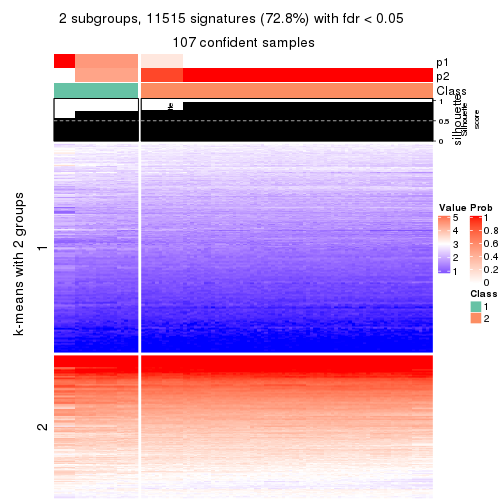 2 subgroups, 11515 signatures (72.8%) with fdr < 0.05
107 confident samples
p1
p2
Class
1
0.5
0
silhouette
Silhouette
score
k-means with 2 groups
1
2
Value
5
4
3
2
1
Prob
1
0.8
0.6
0.4
0.2
0
Class
1
2